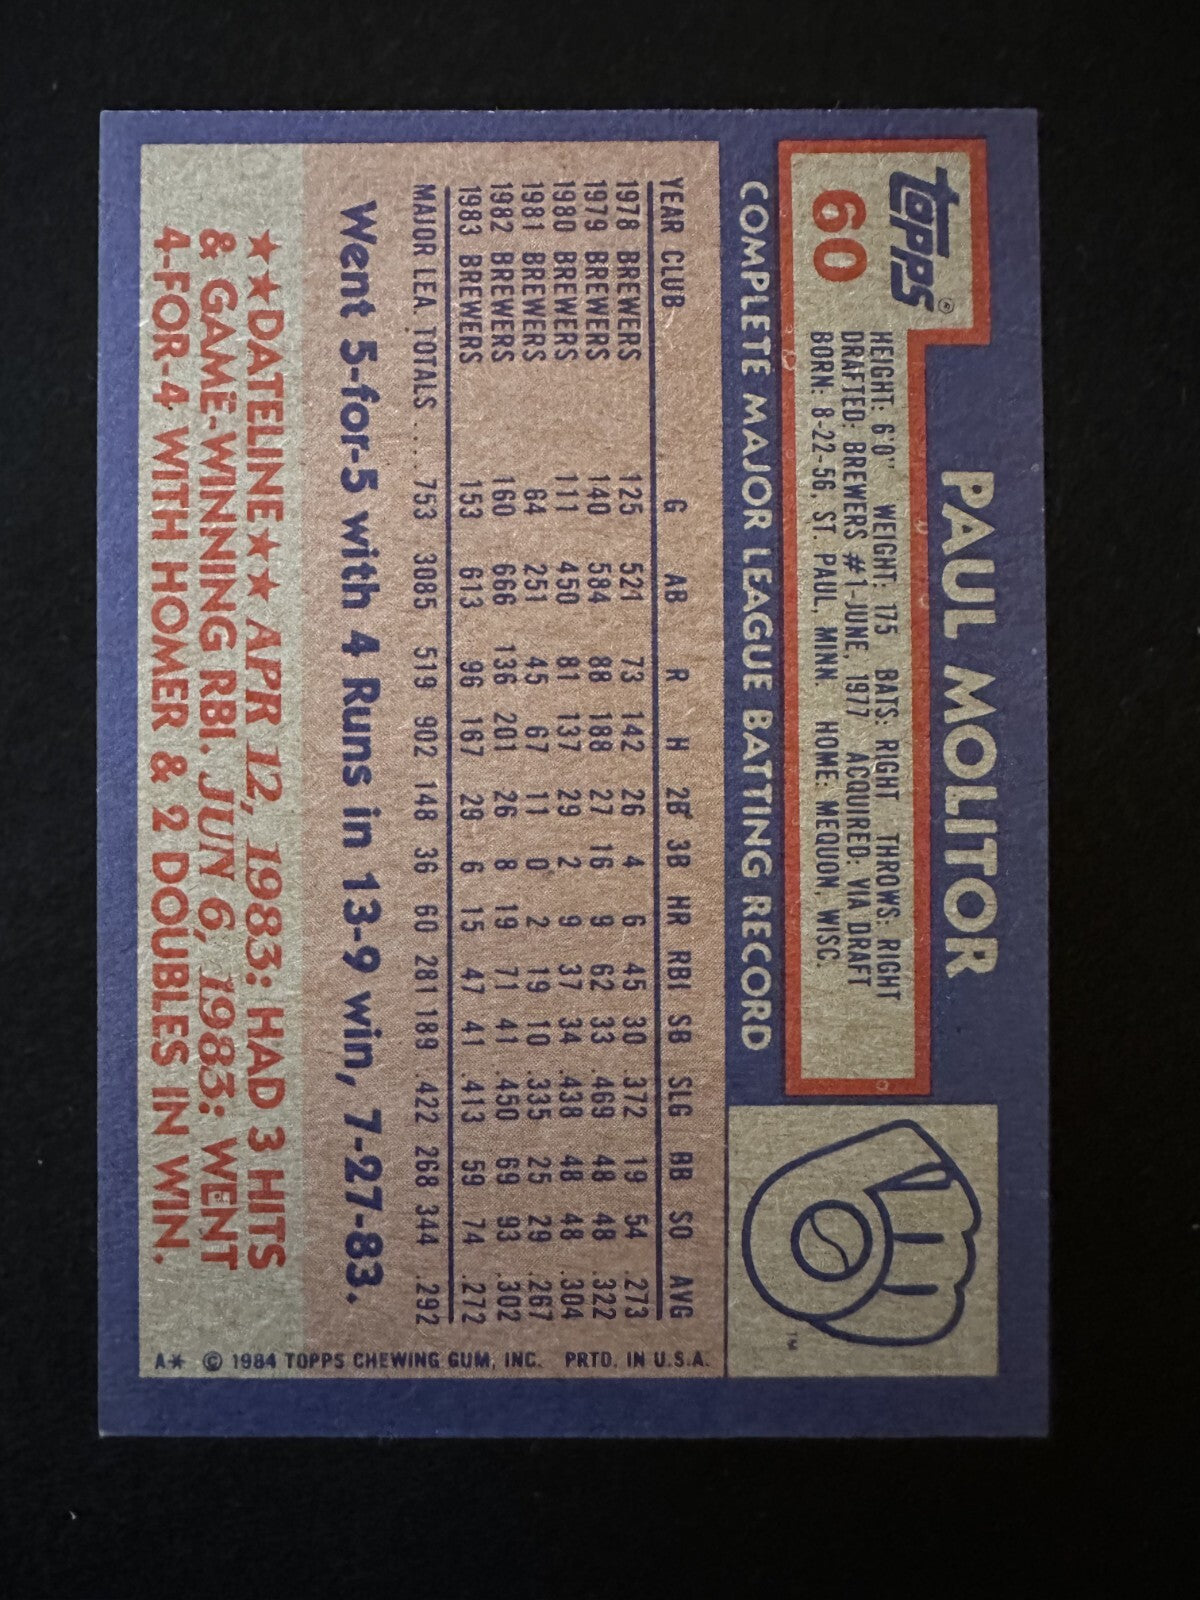 topps®
60
PAUL MOLITOR
HEIGHT: 6'0" WEIGHT: 175 BATS: RIGHT THROWS: RIGHT
DRAFTED: BREWERS #1-JUNE, 1977 ACQUIRED: VIA DRAFT
BORN: 8-22-56, ST. PAUL, MINN. HOME: MEQUON, WISC.
TM
COMPLETE MAJOR LEAGUE BATTING RECORD
YEAR CLUB G AB R H 2B 3B HR RBI SB SLG BB SO AVG
1978 BREWERS 125 521 73 142 26 4 6 45 30 .372 19 54 .273
1979 BREWERS 140 584 88 188 27 16 9 62 33 .469 48 48 .322
1980 BREWERS 111 450 81 137 29 2 9 37 34 .438 48 48 .304
1981 BREWERS 64 251 45 67 11 0 2 19 10 .335 25 29 .267
1982 BREWERS 160 666 136 201 26 8 19 71 41 .450 69 93 .302
1983 BREWERS 153 613 96 167 28 6 15 47 41 .413 59 74 .272
MAJOR LEA. TOTALS.....753 3085 519 902 148 36 60 281 189 .422 268 344 .292
Went 5-for-5 with 4 Runs in 13-9 win, 7-27-83.
★★DATELINE★★ APR 12, 1983: HAD 3 HITS
& GAME-WINNING RBI. JUN 6, 1983: WENT
4-FOR-4 WITH HOMER & 2 DOUBLES IN WIN.
A★ © 1984 TOPPS CHEWING GUM, INC. PRTD. IN U.S.A.